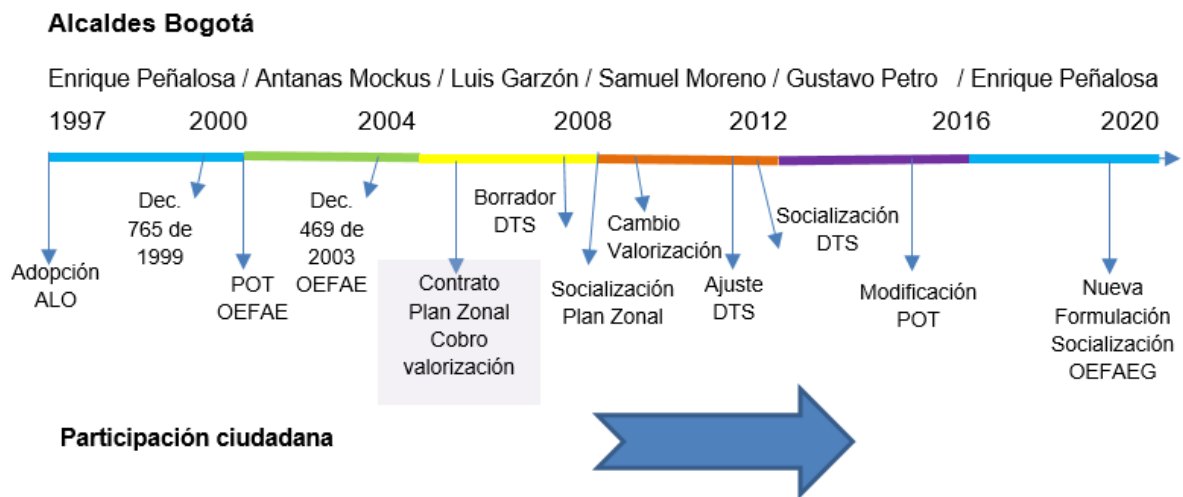 Alcaldes Bogotá
Enrique Peñalosa / Antanas Mockus / Luis Garzón / Samuel Moreno / Gustavo Petro / Enrique Peñalosa
1997 2000 2004 2008 2012 2016 2020
Adopción
ALO
Dec.
765 de
1999
POT
OEFAE
Dec.
469 de
2003
OEFAE
Contrato
Plan Zonal
Cobro
valorización
Borrador
DTS
Socialización
Plan Zonal
Cambio
Valorización
Ajuste
DTS
Socialización
DTS
Modificación
POT
Nueva
Formulación
Socialización
OEFAEG
Participación ciudadana